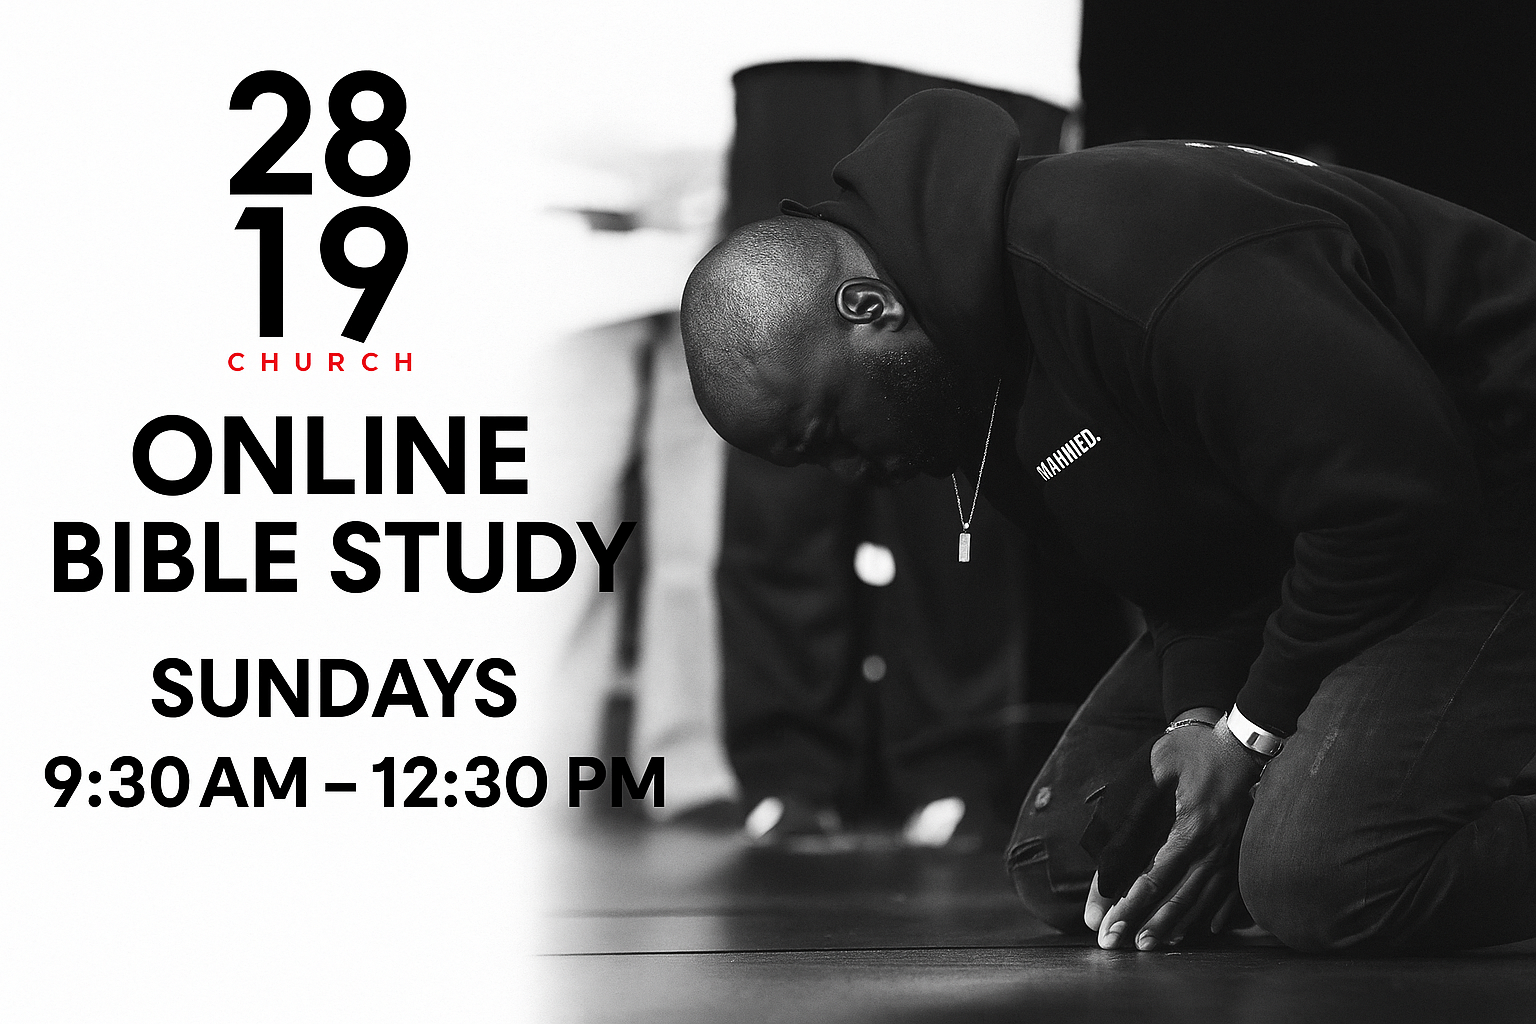 28
19
CHURCH
ONLINE
BIBLE STUDY
SUNDAYS
9:30 AM – 12:30 PM
MAHNIED.